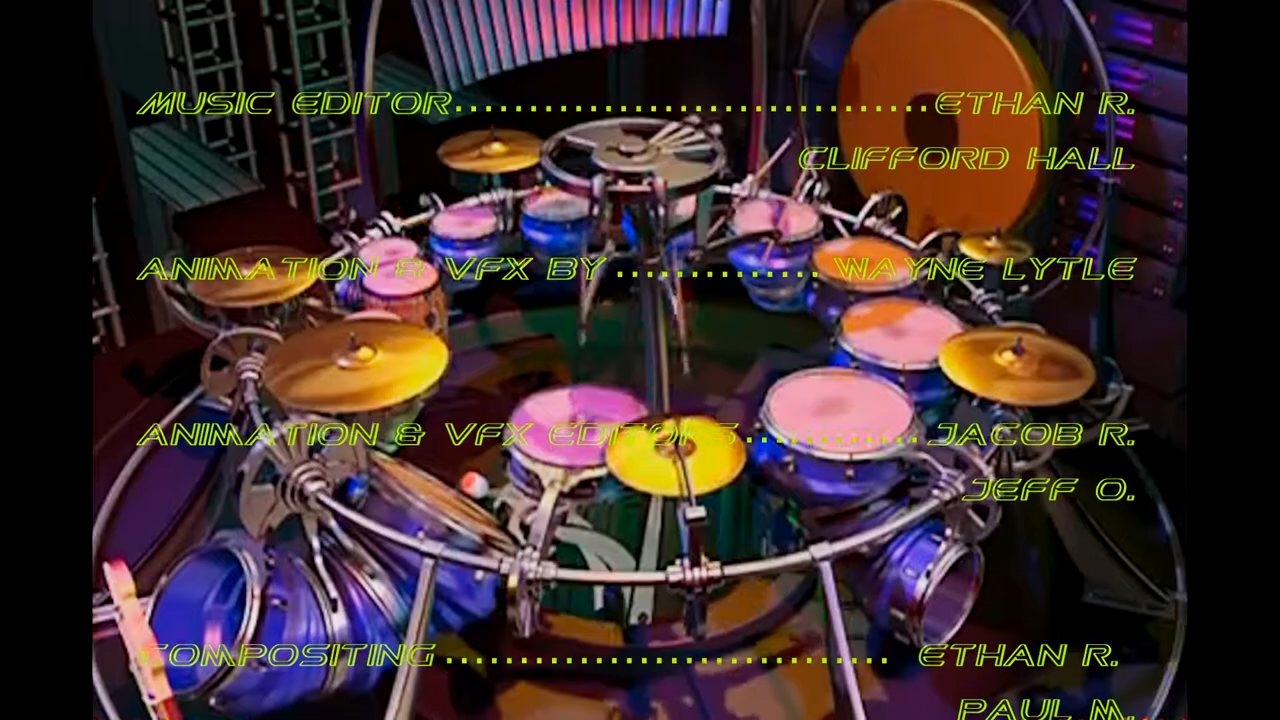 MUSIC EDITOR...............................ETHAN R.
CLIFFORD HALL
ANIMATION & VFX BY ..............WAYNE LYTLE
ANIMATION & VFX EDITORS............JACOB R.
JEFF O.
COMPOSITING .............................. ETHAN R.
PAUL M.